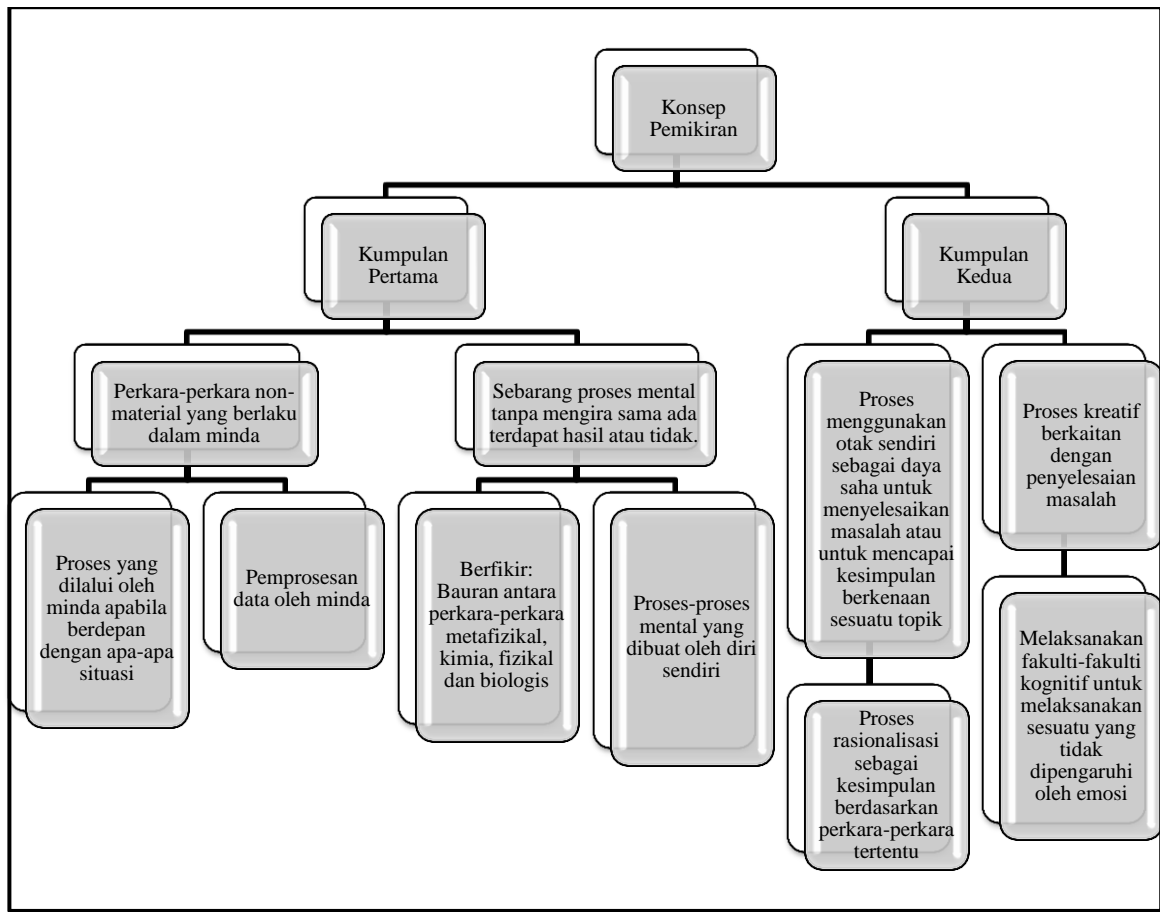 Konsep
Pemikiran
Kumpulan
Pertama
Kumpulan
Kedua
Perkara-perkara non-
material yang berlaku
dalam minda
Sebarang proses mental
tanpa mengira sama ada
terdapat hasil atau tidak.
Proses
menggunakan
otak sendiri
sebagai daya
saha untuk
menyelesaikan
masalah atau
untuk mencapai
kesimpulan
berkenaan
sesuatu topik
Proses kreatif
berkaitan
dengan
penyelesaian
masalah
Proses yang
dilalui oleh
minda apabila
berdepan
dengan apa-apa
situasi
Pemprosesan
data oleh minda
Berfikir:
Bauran antara
perkara-perkara
metafizikal,
kimia, fizikal
dan biologis
Proses-proses
mental yang
dibuat oleh diri
sendiri
Proses
rasionalisasi
sebagai
kesimpulan
berdasarkan
perkara-perkara
tertentu
Melaksanakan
fakulti-fakulti
kognitif untuk
melaksanakan
sesuatu yang
tidak
dipengaruhi
oleh emosi